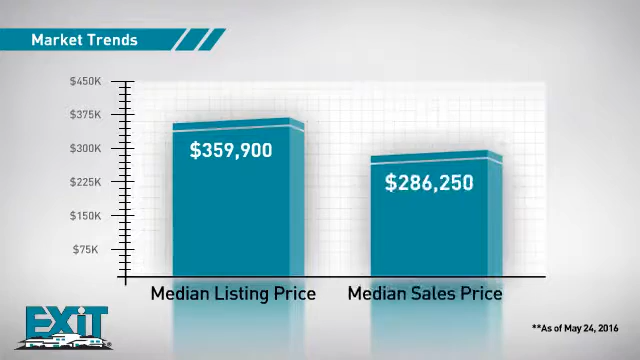 Market Trends
$450K
$375K
$300K
$225K
$150K
$75K
$359,900
$286,250
Median Listing Price
Median Sales Price
EXiT
**As of May 24, 2016